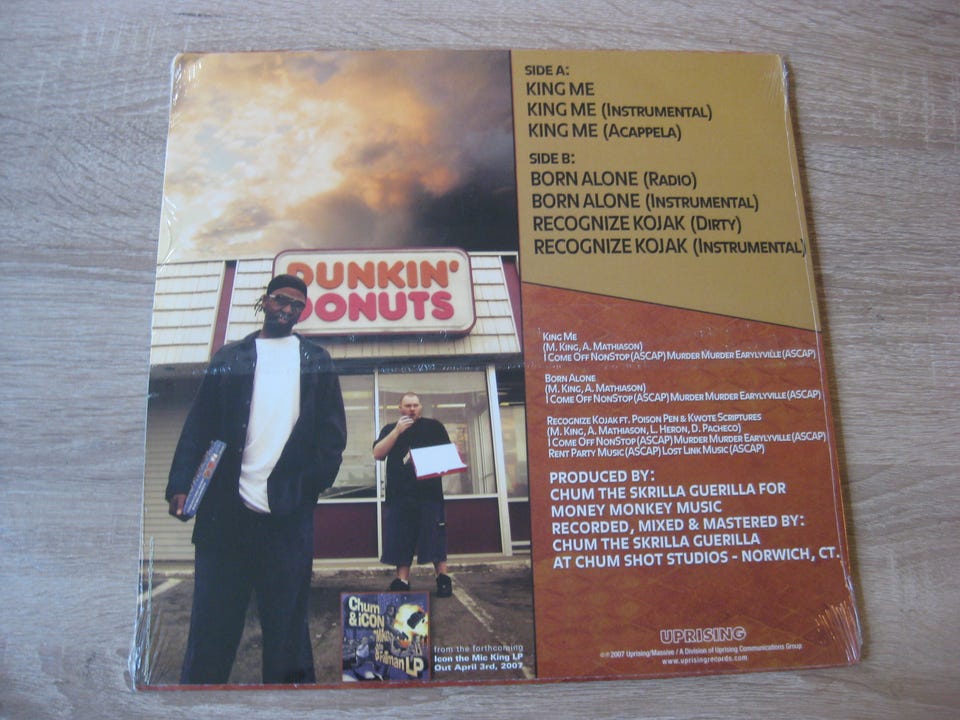 SIDE A:
KING ME
KING ME (INSTRUMENTAL)
KING ME (ACAPPELA)
SIDE B:
BORN ALONE (RADIO)
BORN ALONE (INSTRUMENTAL)
RECOGNIZE KOJAK (DIRTY)
RECOGNIZE KOJAK (INSTRUMENTAL)
DUNKIN'
DONUTS
KING ME
(M. KING, A. MATHIASON)
I COME OFF NONSTOP (ASCAP) MURDER MURDER EARYLYVILLE (ASCAP)
BORN ALONE
(M. KING, A. MATHIASON)
I COME OFF NONSTOP (ASCAP) MURDER MURDER EARYLYVILLE (ASCAP)
RECOGNIZE KOJAK FT. POISON PEN & KWOTE SCRIPTURES
(M. KING, A. MATHIASON, L. HERON, D. PACHECO)
I COME OFF NONSTOP (ASCAP) MURDER MURDER EARYLYVILLE (ASCAP)
RENT PARTY MUSIC (ASCAP) LOST LINK MUSIC (ASCAP)
PRODUCED BY:
CHUM THE SKRILLA GUERILLA FOR
MONEY MONKEY MUSIC
RECORDED, MIXED & MASTERED BY:
CHUM THE SKRILLA GUERILLA
AT CHUM SHOT STUDIOS - NORWICH, CT.
Chum
& iCON
LP
from the forthcoming
Icon the Mic King LP
Out April 3rd, 2007
UPRISING
©℗ 2007 Uprising/Massive / A Division of Uprising Communications Group
www.uprisingrecords.com